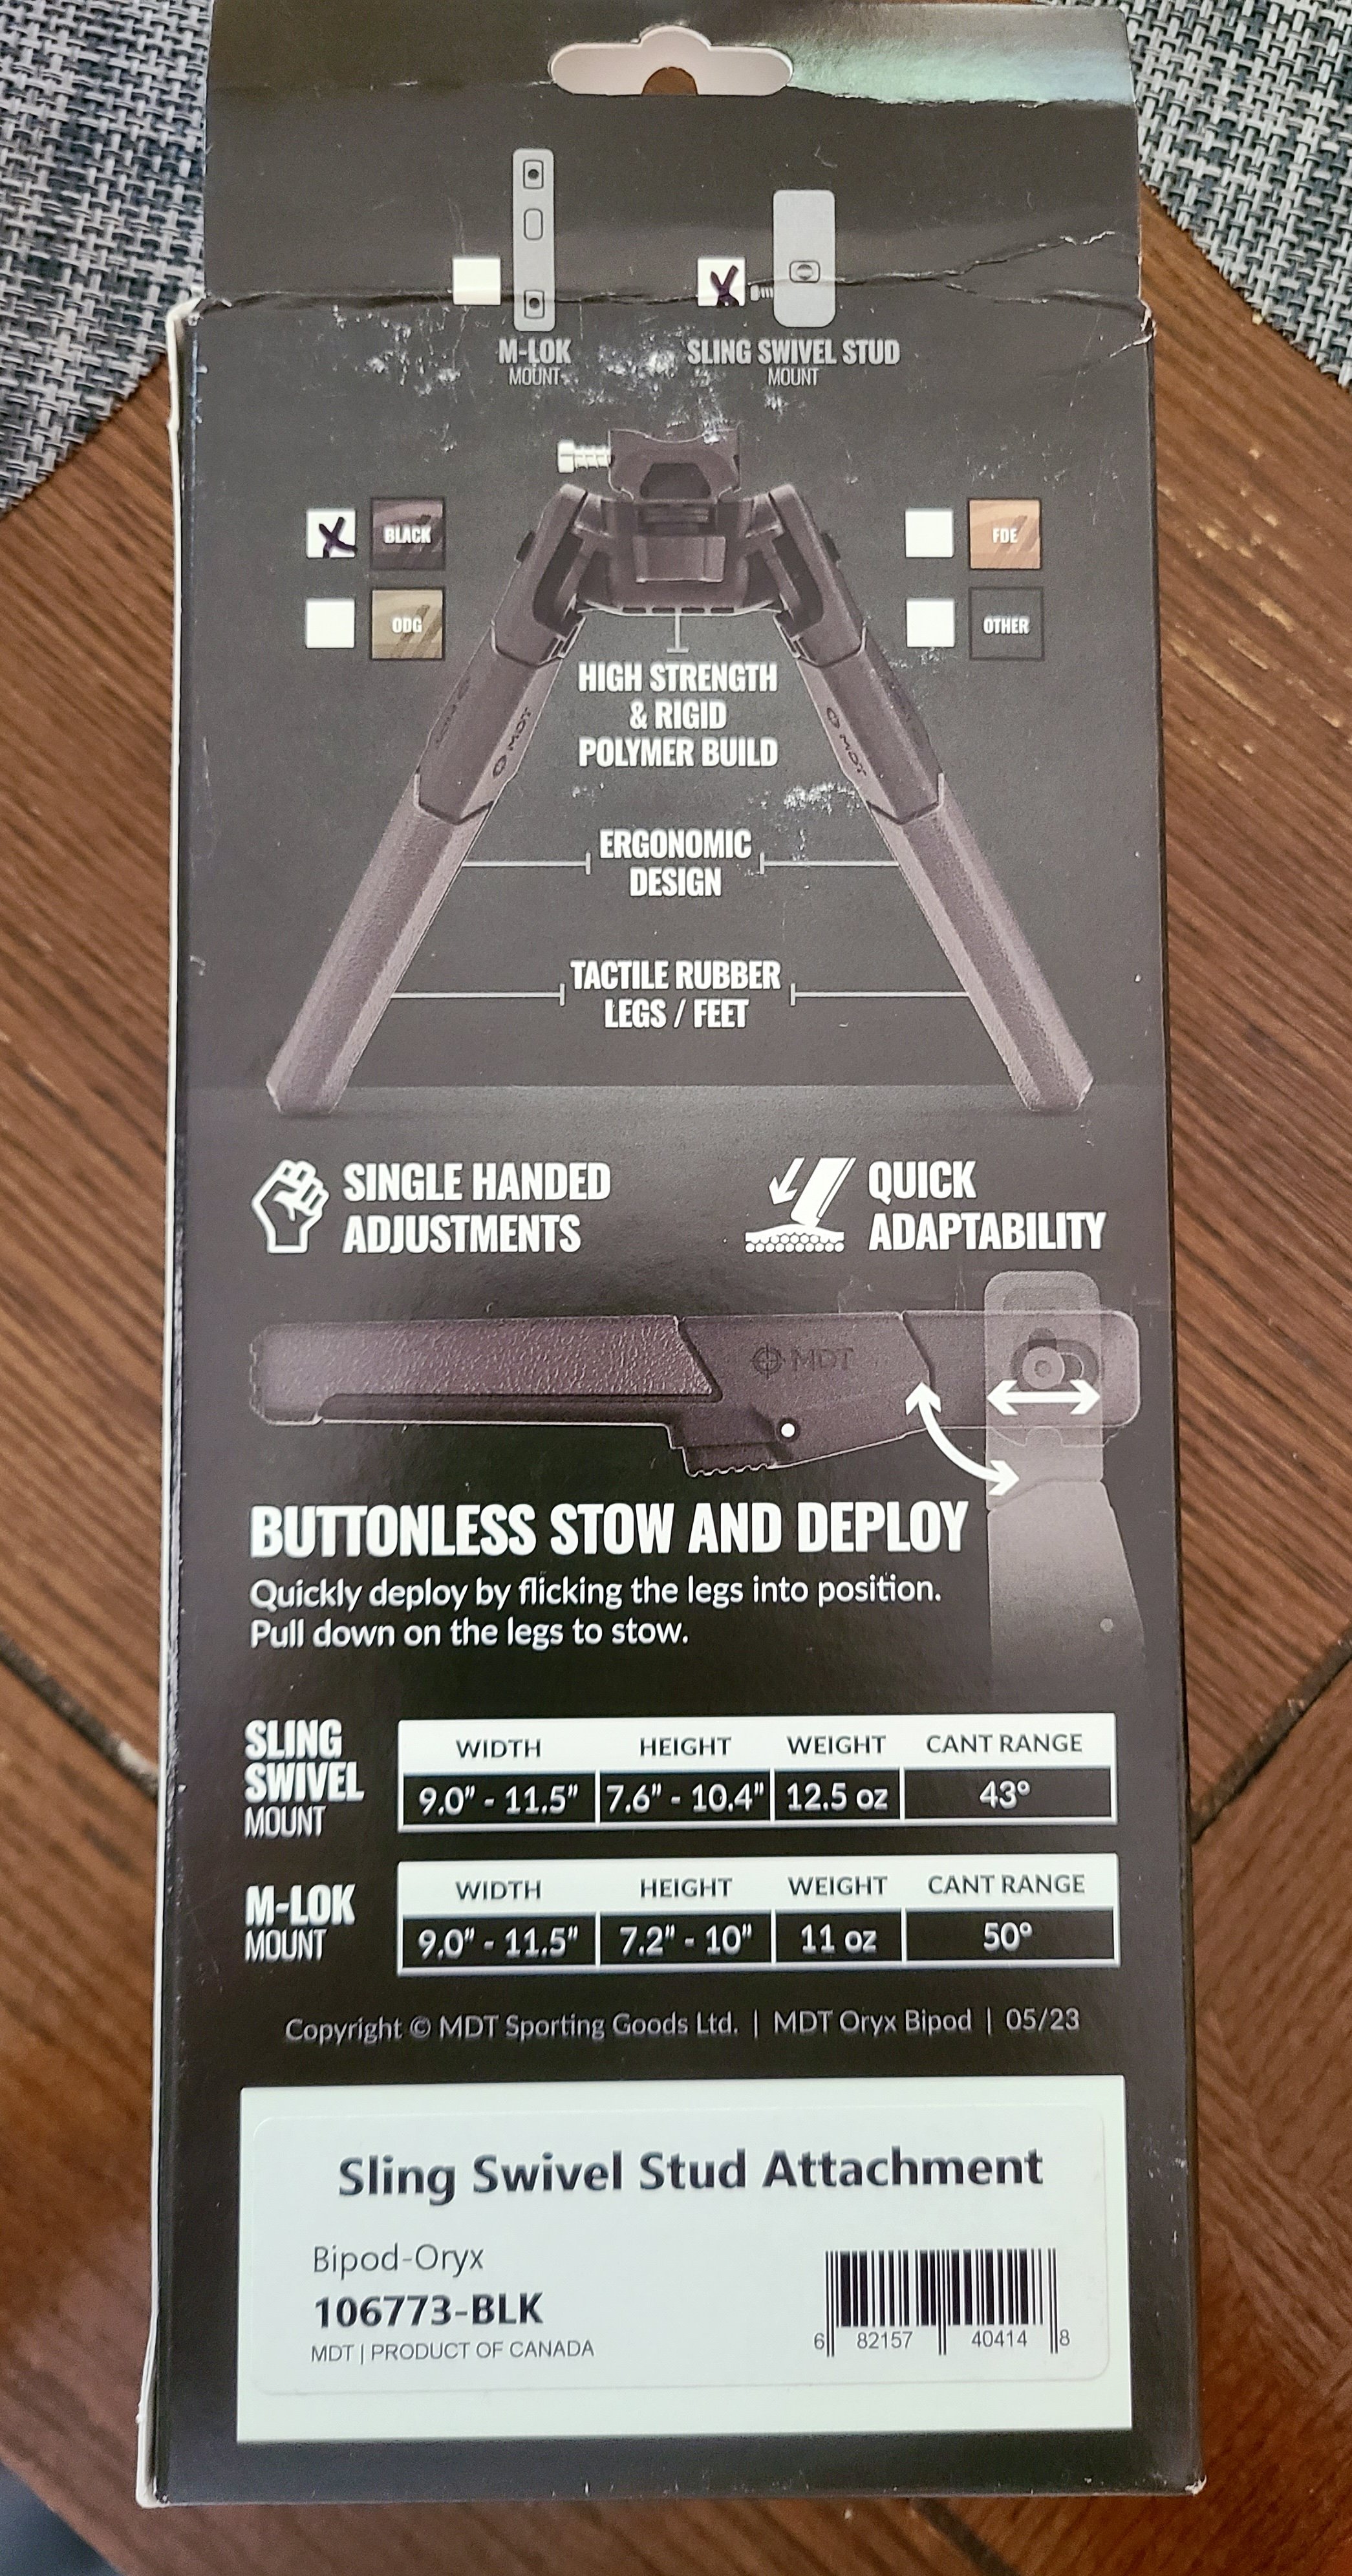 M-LOK
MOUNT
SLING SWIVEL STUD
MOUNT
BLACK
FDE
ODG
OTHER
HIGH STRENGTH
& RIGID
POLYMER BUILD
MDT
MDT
ERGONOMIC
DESIGN
TACTILE RUBBER
LEGS / FEET
SINGLE HANDED
ADJUSTMENTS
QUICK
ADAPTABILITY
MDT
BUTTONLESS STOW AND DEPLOY
Quickly deploy by flicking the legs into position.
Pull down on the legs to stow.
SLING
SWIVEL
MOUNT
WIDTH HEIGHT WEIGHT CANT RANGE
9.0" - 11.5" 7.6" - 10.4" 12.5 oz 43°
M-LOK
MOUNT
WIDTH HEIGHT WEIGHT CANT RANGE
9.0" - 11.5" 7.2" - 10" 11 oz 50°
Copyright © MDT Sporting Goods Ltd. | MDT Oryx Bipod | 05/23
Sling Swivel Stud Attachment
Bipod-Oryx
106773-BLK
MDT | PRODUCT OF CANADA
6 82157 40414 8